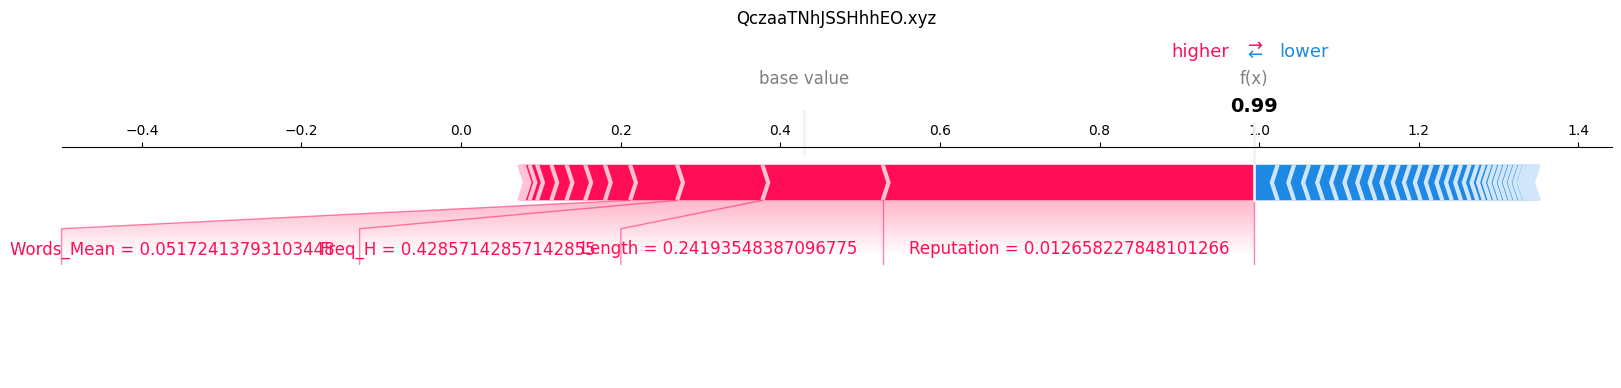 QczaaTNhJSSHhhEO.xyz
higher ⇄ lower
base value f(x)
0.99
−0.4 −0.2 0.0 0.2 0.4 0.6 0.8 1.0 1.2 1.4
Words_Mean = 0.05172413793103448 Freq_H = 0.42857142857142855 Length = 0.24193548387096775 Reputation = 0.012658227848101266